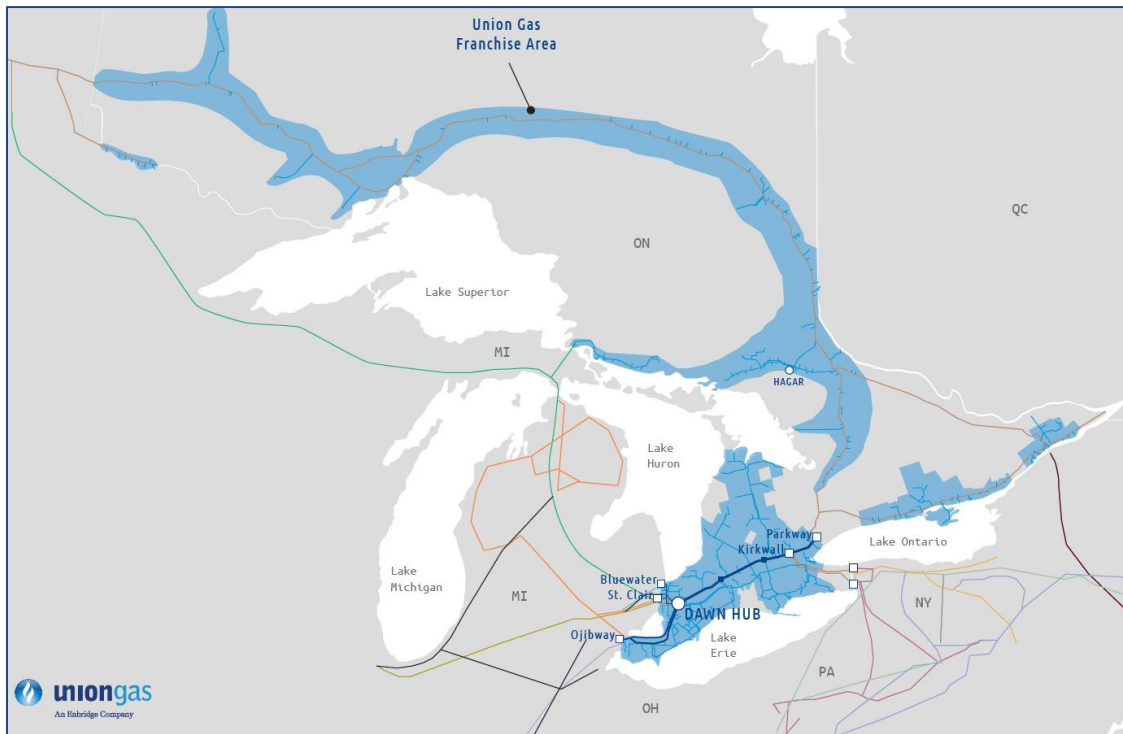 Union Gas
Franchise Area
QC
ON
Lake Superior
MI
HAGAR
Lake
Huron
Parkway
Kirkwall
Lake Ontario
Lake
Michigan
MI
Bluewater
St. Clair
DAWN HUB
NY
Ojibway
Lake
Erie
PA
OH
uniongas
An Enbridge Company